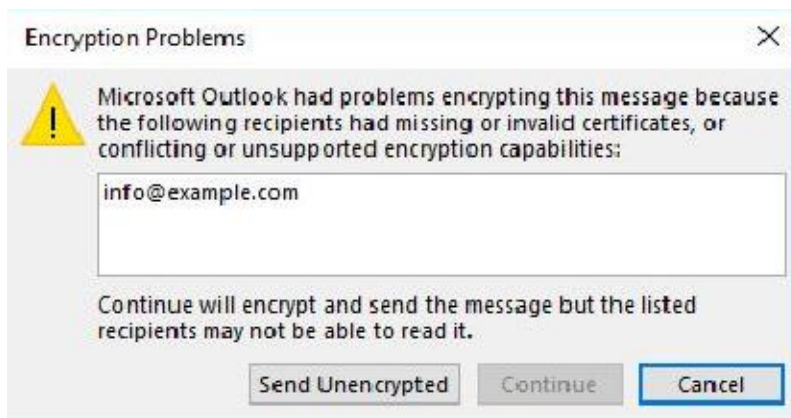 Encryption Problems
Microsoft Outlook had problems encrypting this message because
the following recipients had missing or invalid certificates, or
conflicting or unsupported encryption capabilities:
info@example.com
Continue will encrypt and send the message but the listed
recipients may not be able to read it.
Send Unencrypted Continue Cancel